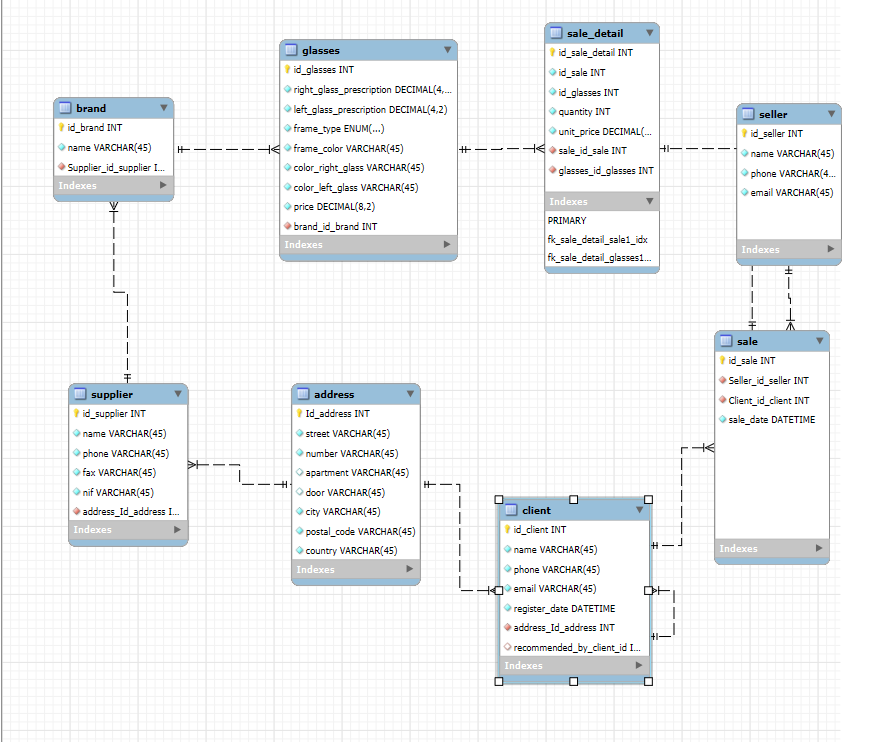 brand
id_brand INT
name VARCHAR(45)
Supplier_id_supplier I...
Indexes
glasses
id_glasses INT
right_glass_prescription DECIMAL(4,...
left_glass_prescription DECIMAL(4,2)
frame_type ENUM(...)
frame_color VARCHAR(45)
color_right_glass VARCHAR(45)
color_left_glass VARCHAR(45)
price DECIMAL(8,2)
brand_id_brand INT
Indexes
sale_detail
id_sale_detail INT
id_sale INT
id_glasses INT
quantity INT
unit_price DECIMAL(...
sale_id_sale INT
glasses_id_glasses INT
Indexes
PRIMARY
fk_sale_detail_sale1_idx
fk_sale_detail_glasses1...
seller
id_seller INT
name VARCHAR(45)
phone VARCHAR(4...
email VARCHAR(45)
Indexes
supplier
id_supplier INT
name VARCHAR(45)
phone VARCHAR(45)
fax VARCHAR(45)
nif VARCHAR(45)
address_Id_address I...
Indexes
address
Id_address INT
street VARCHAR(45)
number VARCHAR(45)
apartment VARCHAR(45)
door VARCHAR(45)
city VARCHAR(45)
postal_code VARCHAR(45)
country VARCHAR(45)
Indexes
client
id_client INT
name VARCHAR(45)
phone VARCHAR(45)
email VARCHAR(45)
register_date DATETIME
address_Id_address INT
recommended_by_client_id I...
Indexes
sale
id_sale INT
Seller_id_seller INT
Client_id_client INT
sale_date DATETIME
Indexes